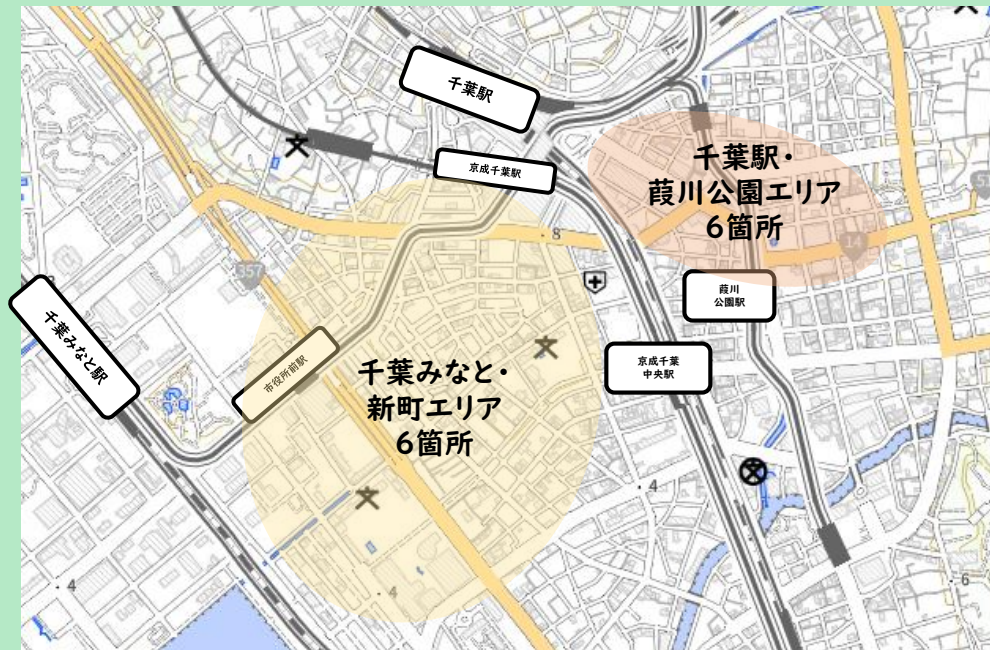 千葉駅
京成千葉駅
千葉駅・
葭川公園エリア
6箇所
51
14
8
357
葭川
公園駅
千葉みなと駅
市役所前駅
京成千葉
中央駅
千葉みなと・
新町エリア
6箇所
4
4
4
6